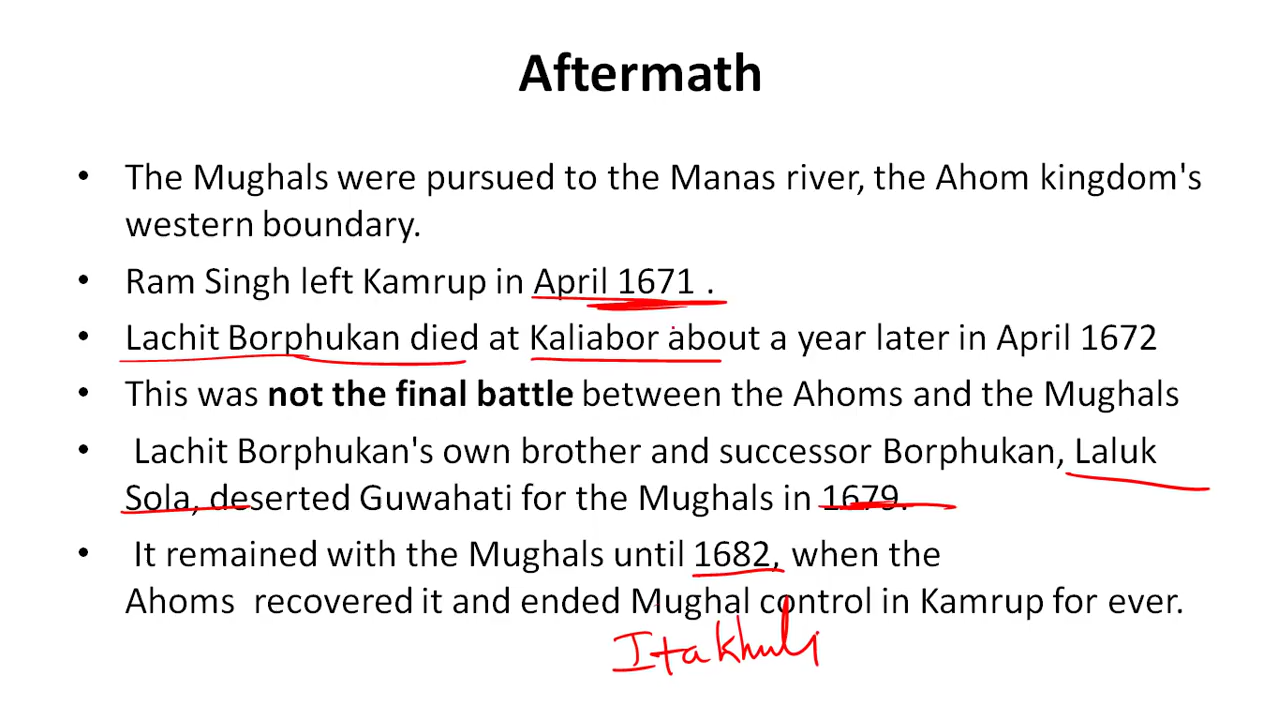 Aftermath
• The Mughals were pursued to the Manas river, the Ahom kingdom's
western boundary.
• Ram Singh left Kamrup in April 1671 .
• Lachit Borphukan died at Kaliabor about a year later in April 1672
• This was not the final battle between the Ahoms and the Mughals
• Lachit Borphukan's own brother and successor Borphukan, Laluk
Sola, deserted Guwahati for the Mughals in 1679.
• It remained with the Mughals until 1682, when the
Ahoms recovered it and ended Mughal control in Kamrup for ever.
Itakhuli